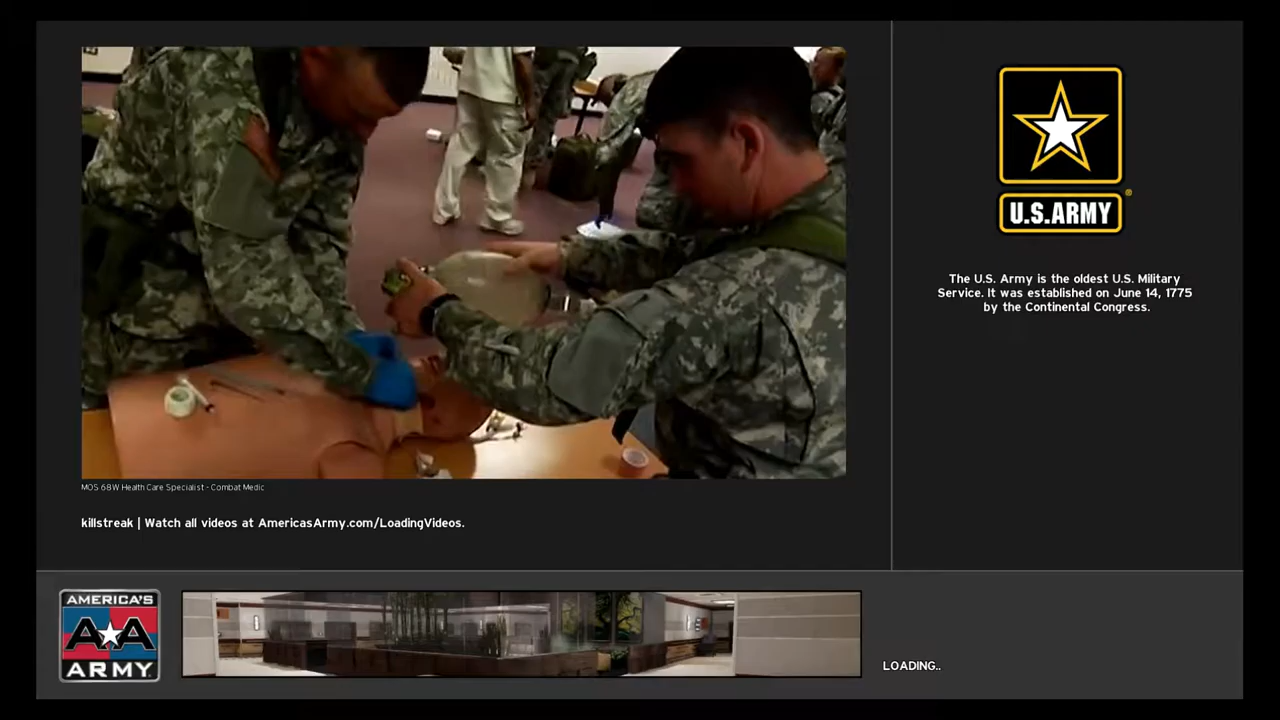 U.S.ARMY
®
The U.S. Army is the oldest U.S. Military
Service. It was established on June 14, 1775
by the Continental Congress.
MOS 68W Health Care Specialist - Combat Medic
killstreak | Watch all videos at AmericasArmy.com/LoadingVideos.
AMERICA'S
AA
ARMY
LOADING..